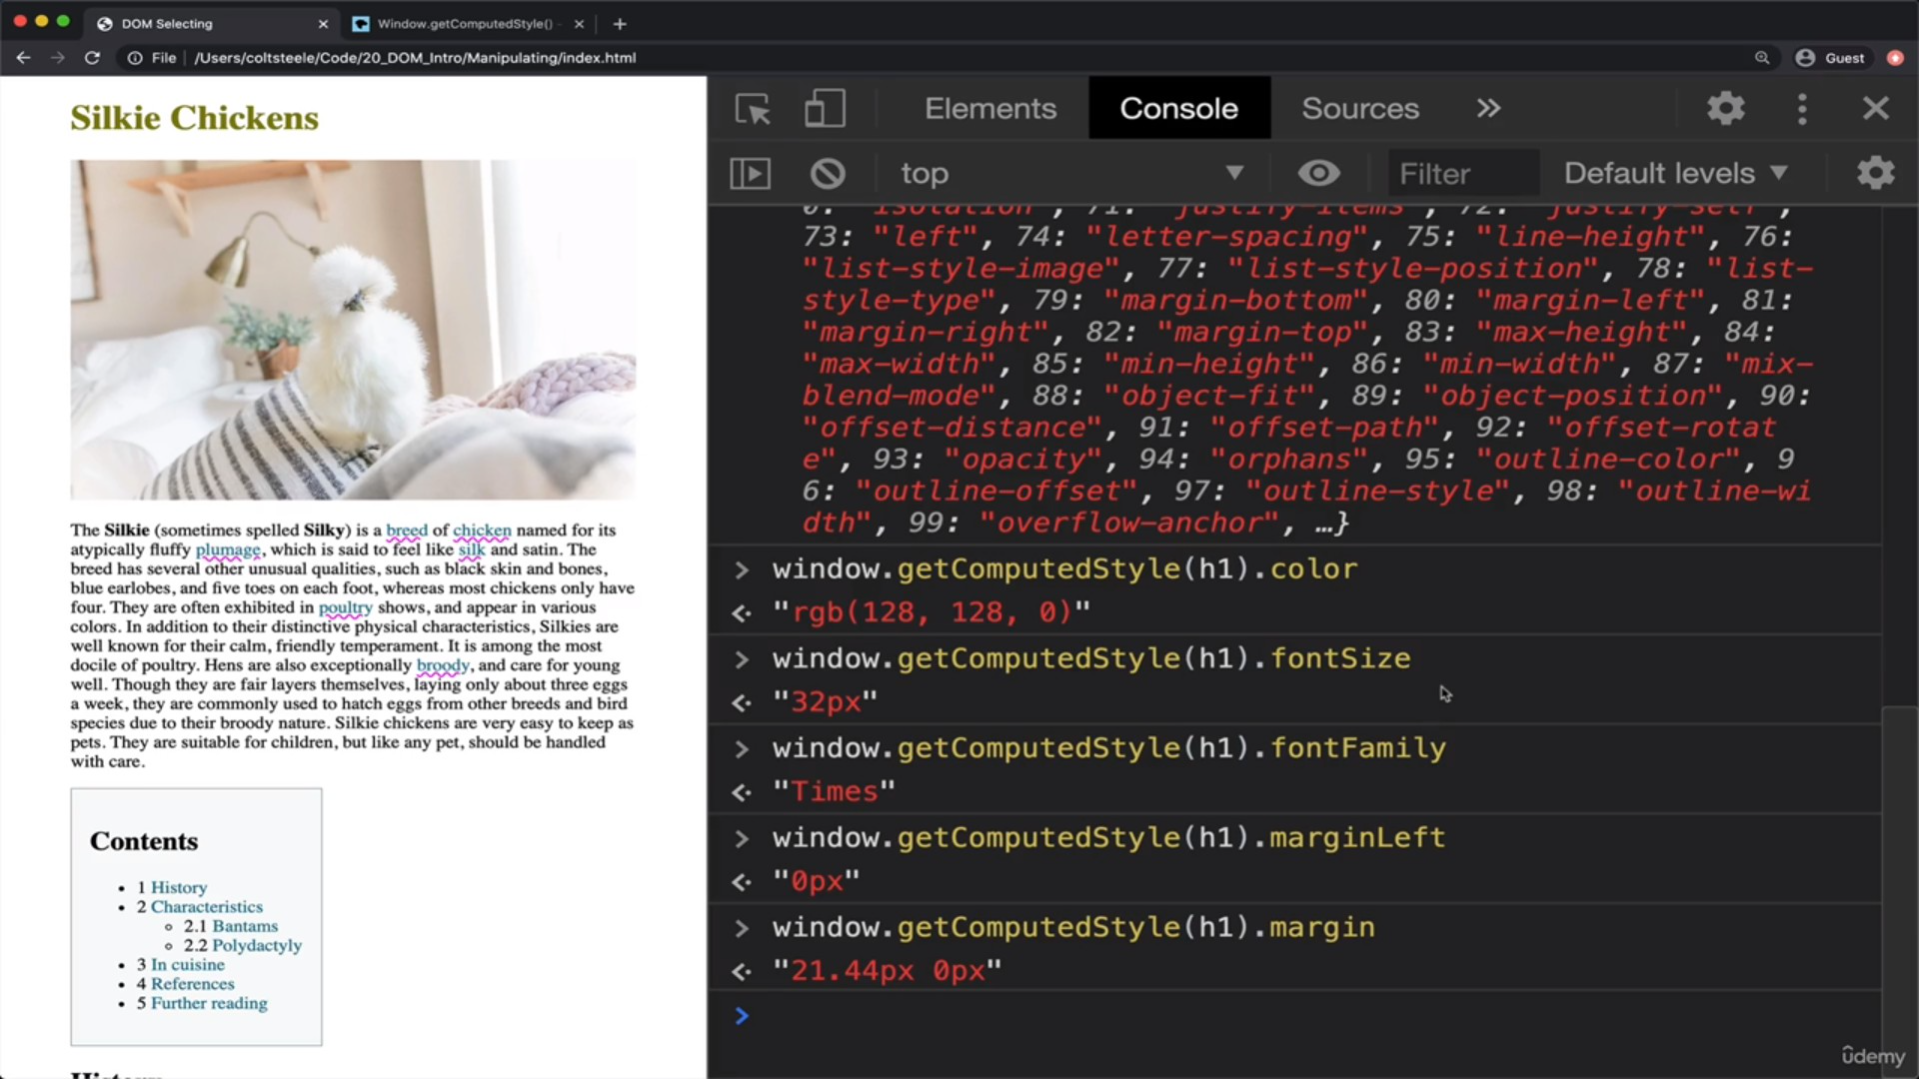 DOM Selecting
Window.getComputedStyle() -
File /Users/coltsteele/Code/20_DOM_Intro/Manipulating/index.html
Guest
Silkie Chickens
The Silkie (sometimes spelled Silky) is a breed of chicken named for its
atypically fluffy plumage, which is said to feel like silk and satin. The
breed has several other unusual qualities, such as black skin and bones,
blue earlobes, and five toes on each foot, whereas most chickens only have
four. They are often exhibited in poultry shows, and appear in various
colors. In addition to their distinctive physical characteristics, Silkies are
well known for their calm, friendly temperament. It is among the most
docile of poultry. Hens are also exceptionally broody, and care for young
well. Though they are fair layers themselves, laying only about three eggs
a week, they are commonly used to hatch eggs from other breeds and bird
species due to their broody nature. Silkie chickens are very easy to keep as
pets. They are suitable for children, but like any pet, should be handled
with care.
Contents
1 History
2 Characteristics
2.1 Bantams
2.2 Polydactyly
3 In cuisine
4 References
5 Further reading
History
Elements Console Sources
top Filter Default levels
0: "isolation", 71: "justify-items", 72: "justify-self",
73: "left", 74: "letter-spacing", 75: "line-height", 76:
"list-style-image", 77: "list-style-position", 78: "list-
style-type", 79: "margin-bottom", 80: "margin-left", 81:
"margin-right", 82: "margin-top", 83: "max-height", 84:
"max-width", 85: "min-height", 86: "min-width", 87: "mix-
blend-mode", 88: "object-fit", 89: "object-position", 90:
"offset-distance", 91: "offset-path", 92: "offset-rotat
e", 93: "opacity", 94: "orphans", 95: "outline-color", 9
6: "outline-offset", 97: "outline-style", 98: "outline-wi
dth", 99: "overflow-anchor", …}
> window.getComputedStyle(h1).color
"rgb(128, 128, 0)"
> window.getComputedStyle(h1).fontSize
"32px"
> window.getComputedStyle(h1).fontFamily
"Times"
> window.getComputedStyle(h1).marginLeft
"0px"
> window.getComputedStyle(h1).margin
"21.44px 0px"
>
ûdemy